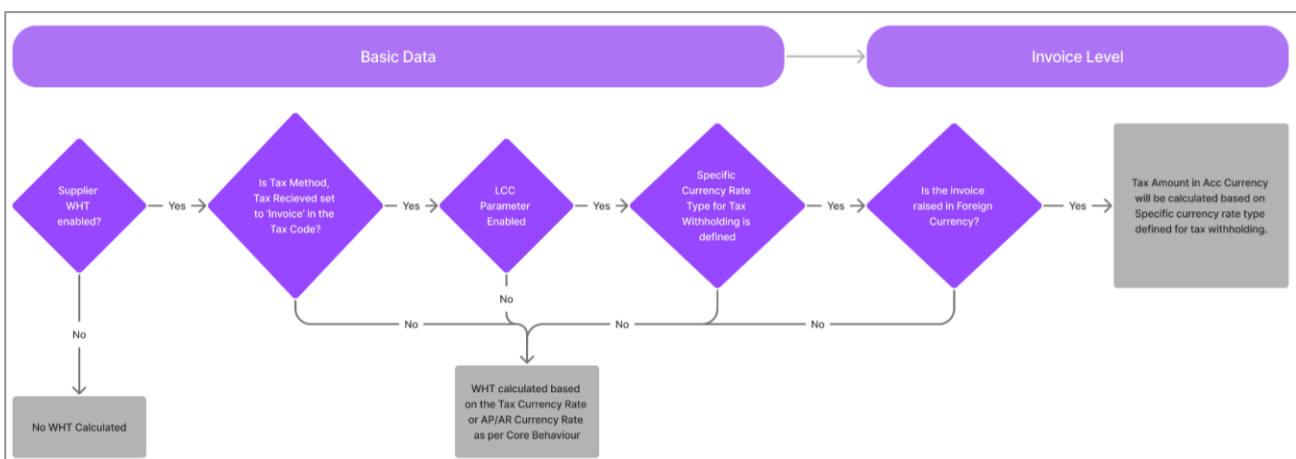 Basic Data
Invoice Level
Supplier
WHT
enabled?
Yes
Is Tax Method,
Tax Recieved set
to 'Invoice' in the
Tax Code?
Yes
LCC
Parameter
Enabled
Yes
Specific
Currency Rate
Type for Tax
Withholding is
defined
Yes
Is the invoice
raised in Foreign
Currency?
Yes
Tax Amount in Acc Currency
will be calculated based on
Specific currency rate type
defined for tax withholding.
No
No
No
No
No
No WHT Calculated
WHT calculated based
on the Tax Currency Rate
or AP/AR Currency Rate
as per Core Behaviour